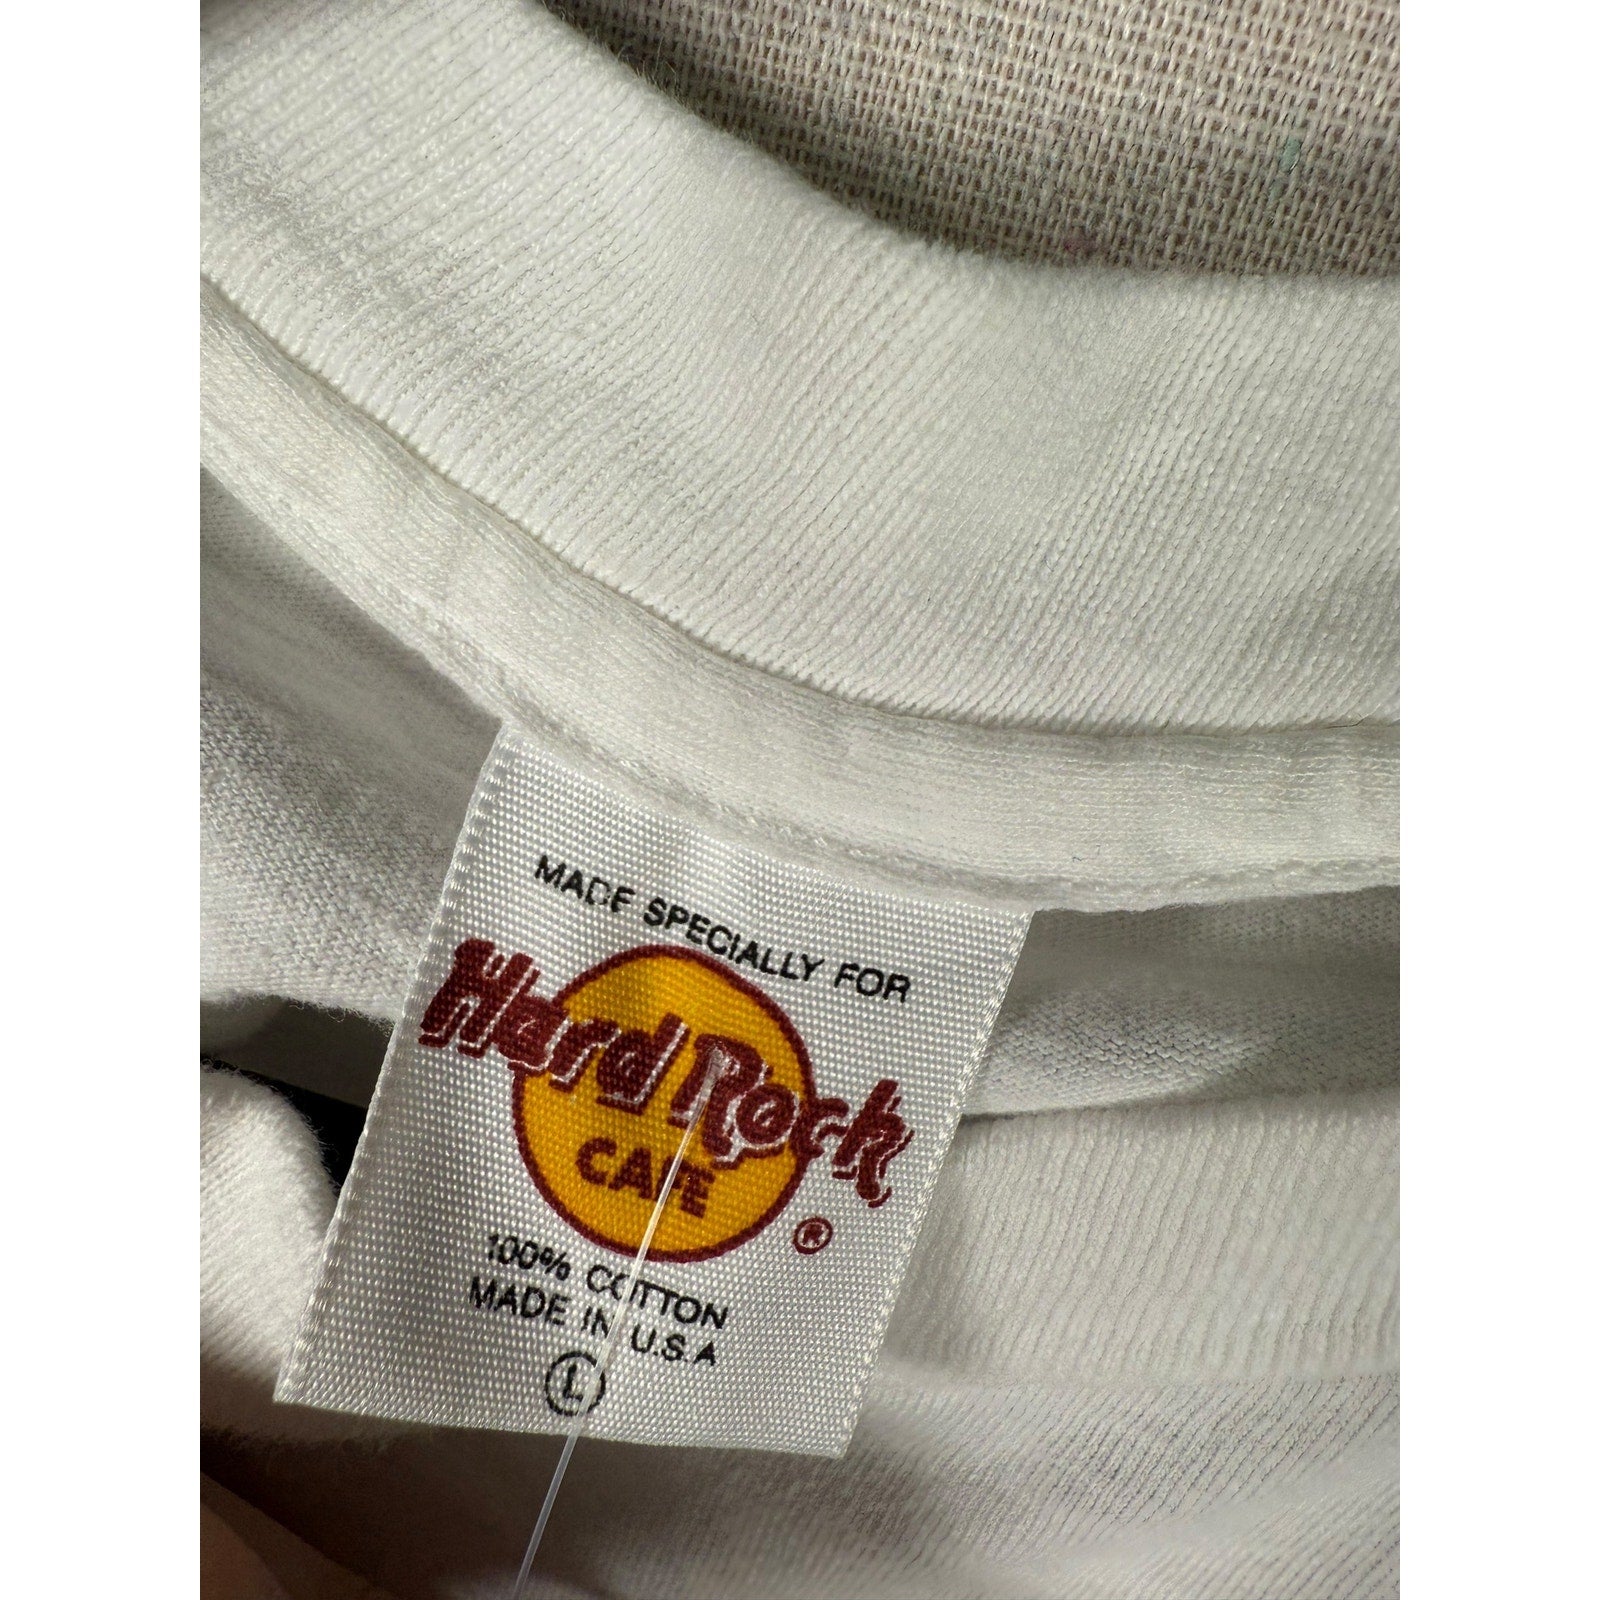 MADE SPECIALLY FOR
Hard Rock
CAFE
®
100% COTTON
MADE IN U.S.A
L